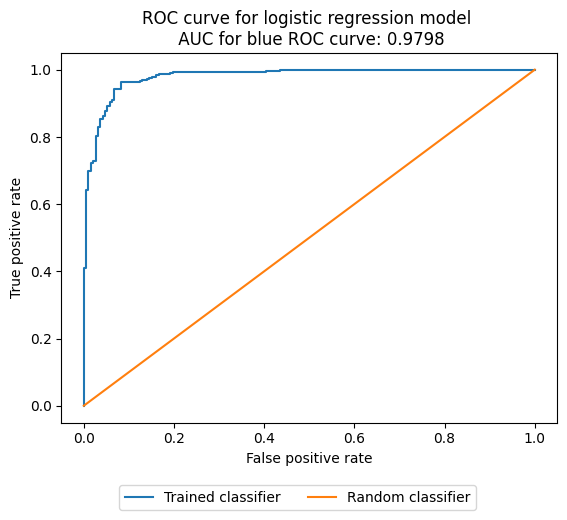 ROC curve for logistic regression model
AUC for blue ROC curve: 0.9798
True positive rate
1.0
0.8
0.6
0.4
0.2
0.0
0.0 0.2 0.4 0.6 0.8 1.0
False positive rate
Trained classifier Random classifier